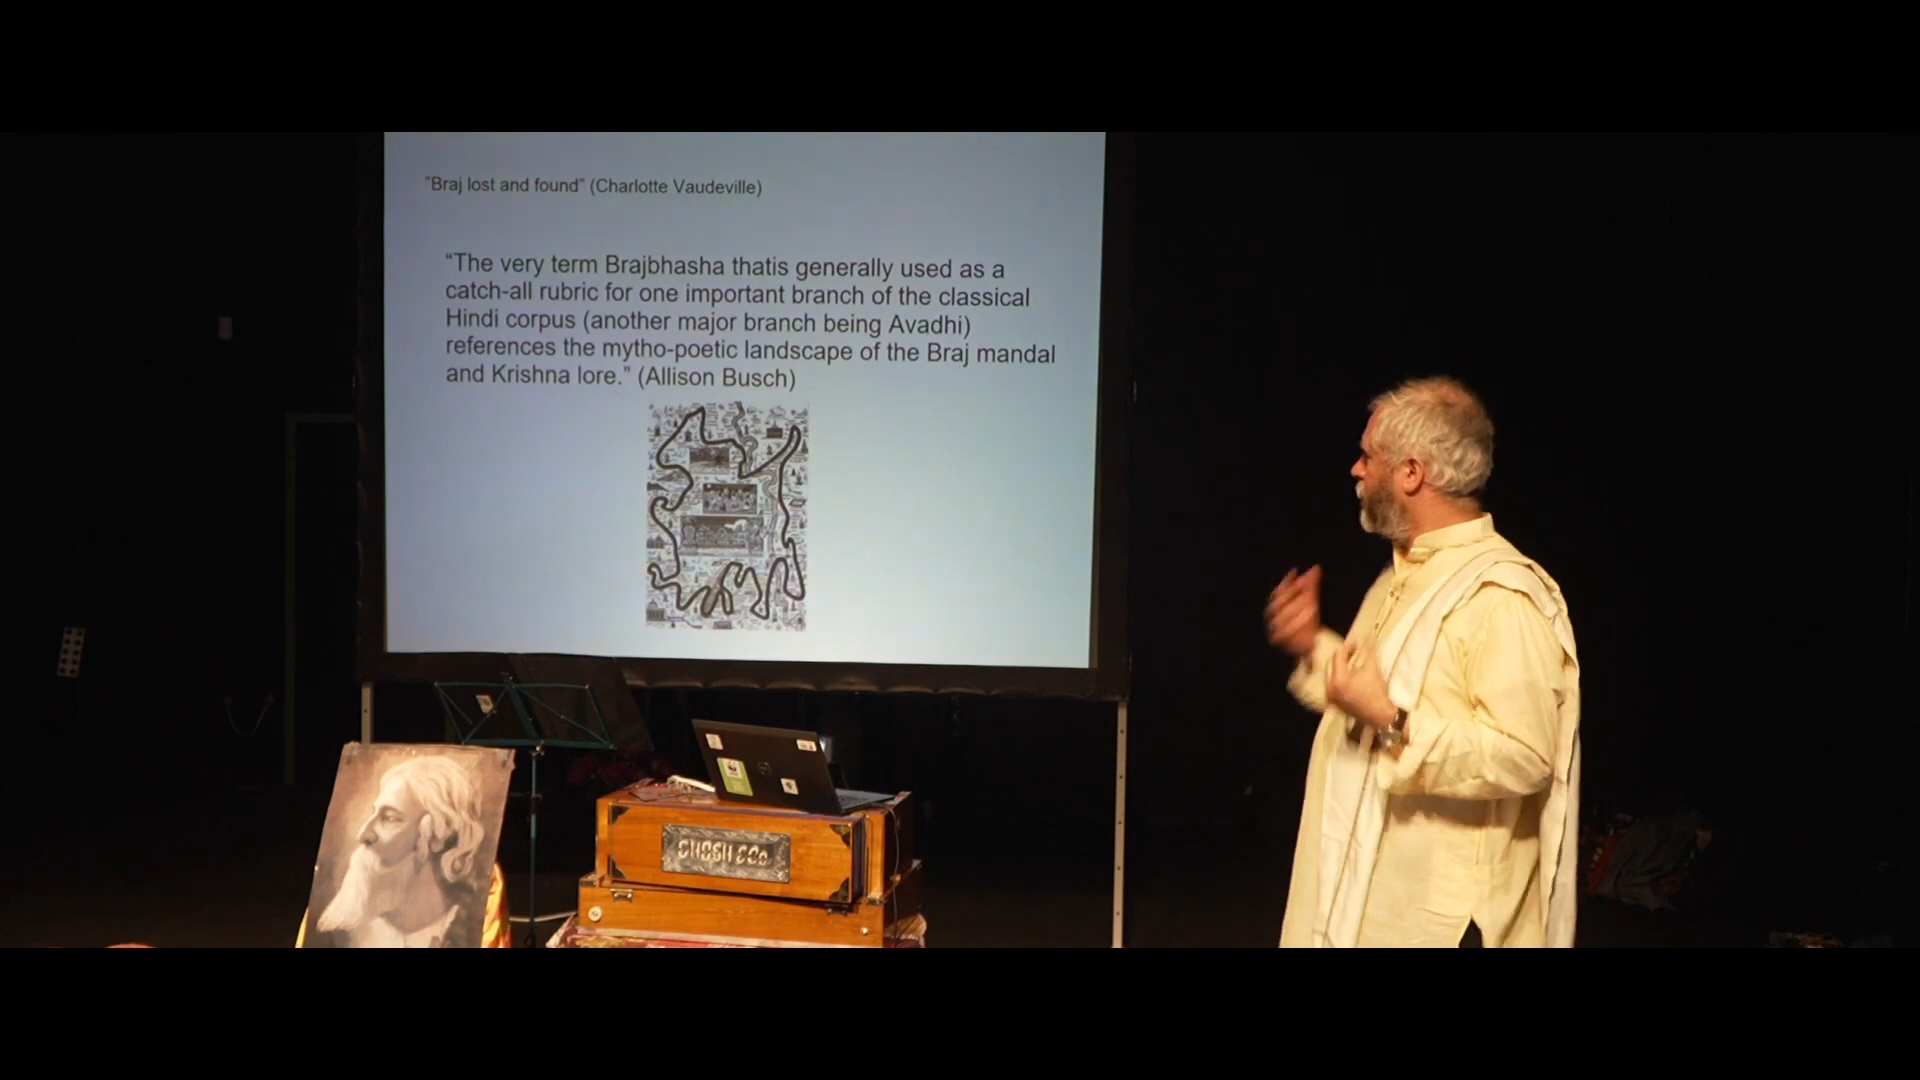 "Braj lost and found" (Charlotte Vaudeville)
“The very term Brajbhasha thatis generally used as a
catch-all rubric for one important branch of the classical
Hindi corpus (another major branch being Avadhi)
references the mytho-poetic landscape of the Braj mandal
and Krishna lore.” (Allison Busch)
GHOSH &Co.